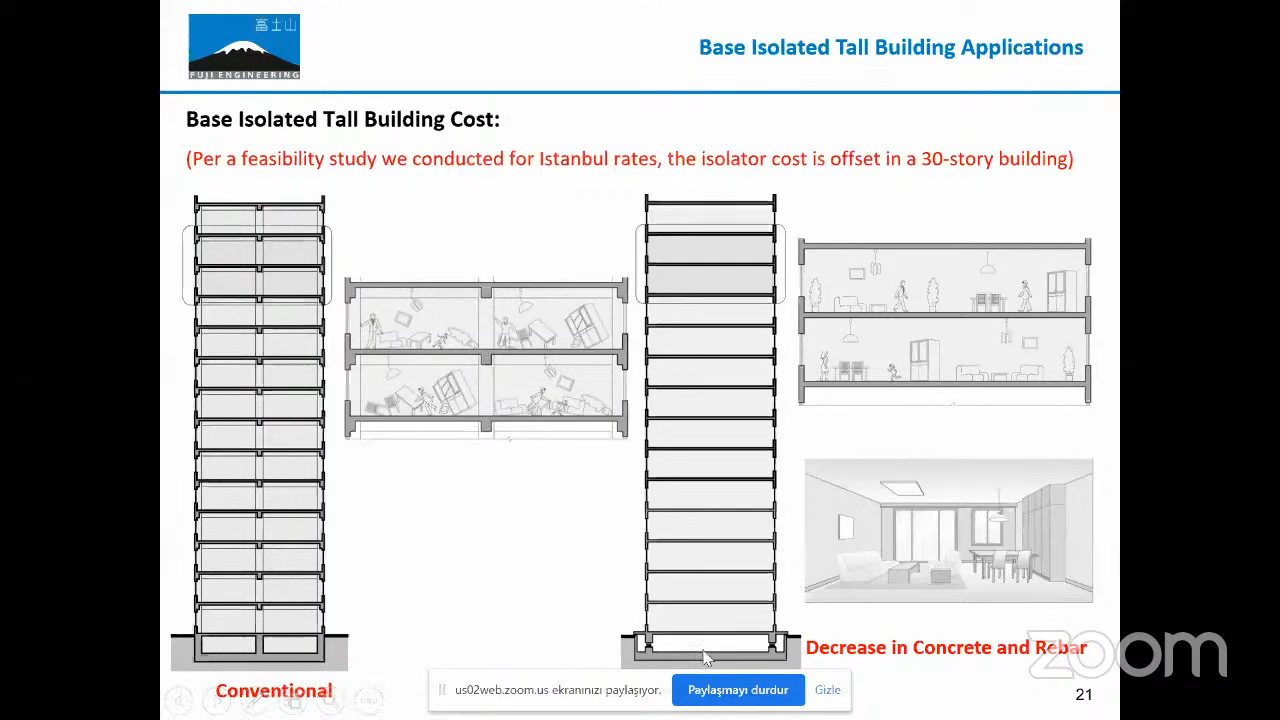 富士山
FUJI ENGINEERING
Base Isolated Tall Building Applications
Base Isolated Tall Building Cost:
(Per a feasibility study we conducted for Istanbul rates, the isolator cost is offset in a 30-story building)
Decrease in Concrete and Rebar
zoom
Conventional
us02web.zoom.us ekranınızı paylaşıyor.
Paylaşmayı durdur
Gizle
21